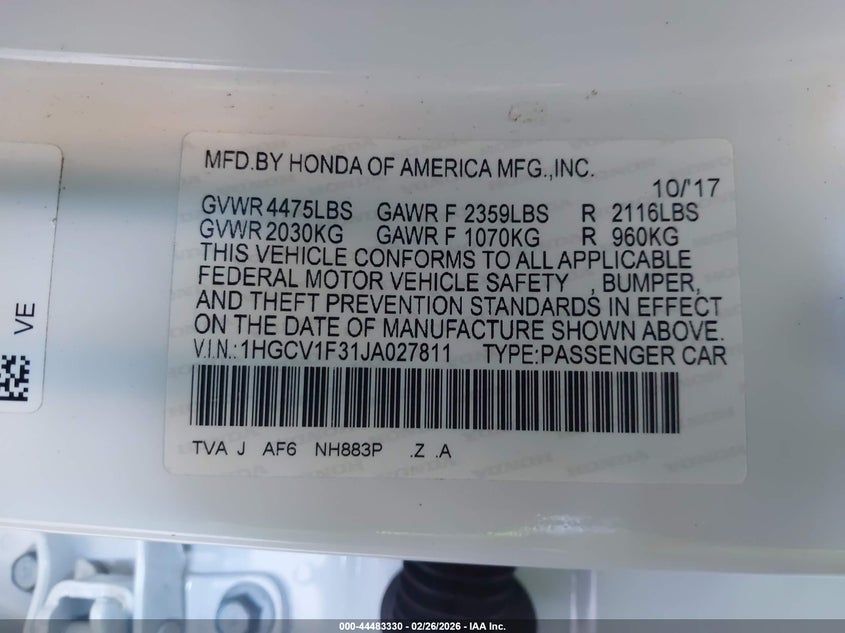 MFD.BY HONDA OF AMERICA MFG.,INC.
10/'17
GVWR 4475LBS GAWR F 2359LBS R 2116LBS
GVWR 2030KG GAWR F 1070KG R 960KG
THIS VEHICLE CONFORMS TO ALL APPLICABLE
FEDERAL MOTOR VEHICLE SAFETY , BUMPER,
AND THEFT PREVENTION STANDARDS IN EFFECT
ON THE DATE OF MANUFACTURE SHOWN ABOVE.
V.I.N.:1HGCV1F31JA027811 TYPE:PASSENGER CAR
TVA J AF6 NH883P .Z .A
VE
000-44483330 - 02/26/2026 - IAA Inc.